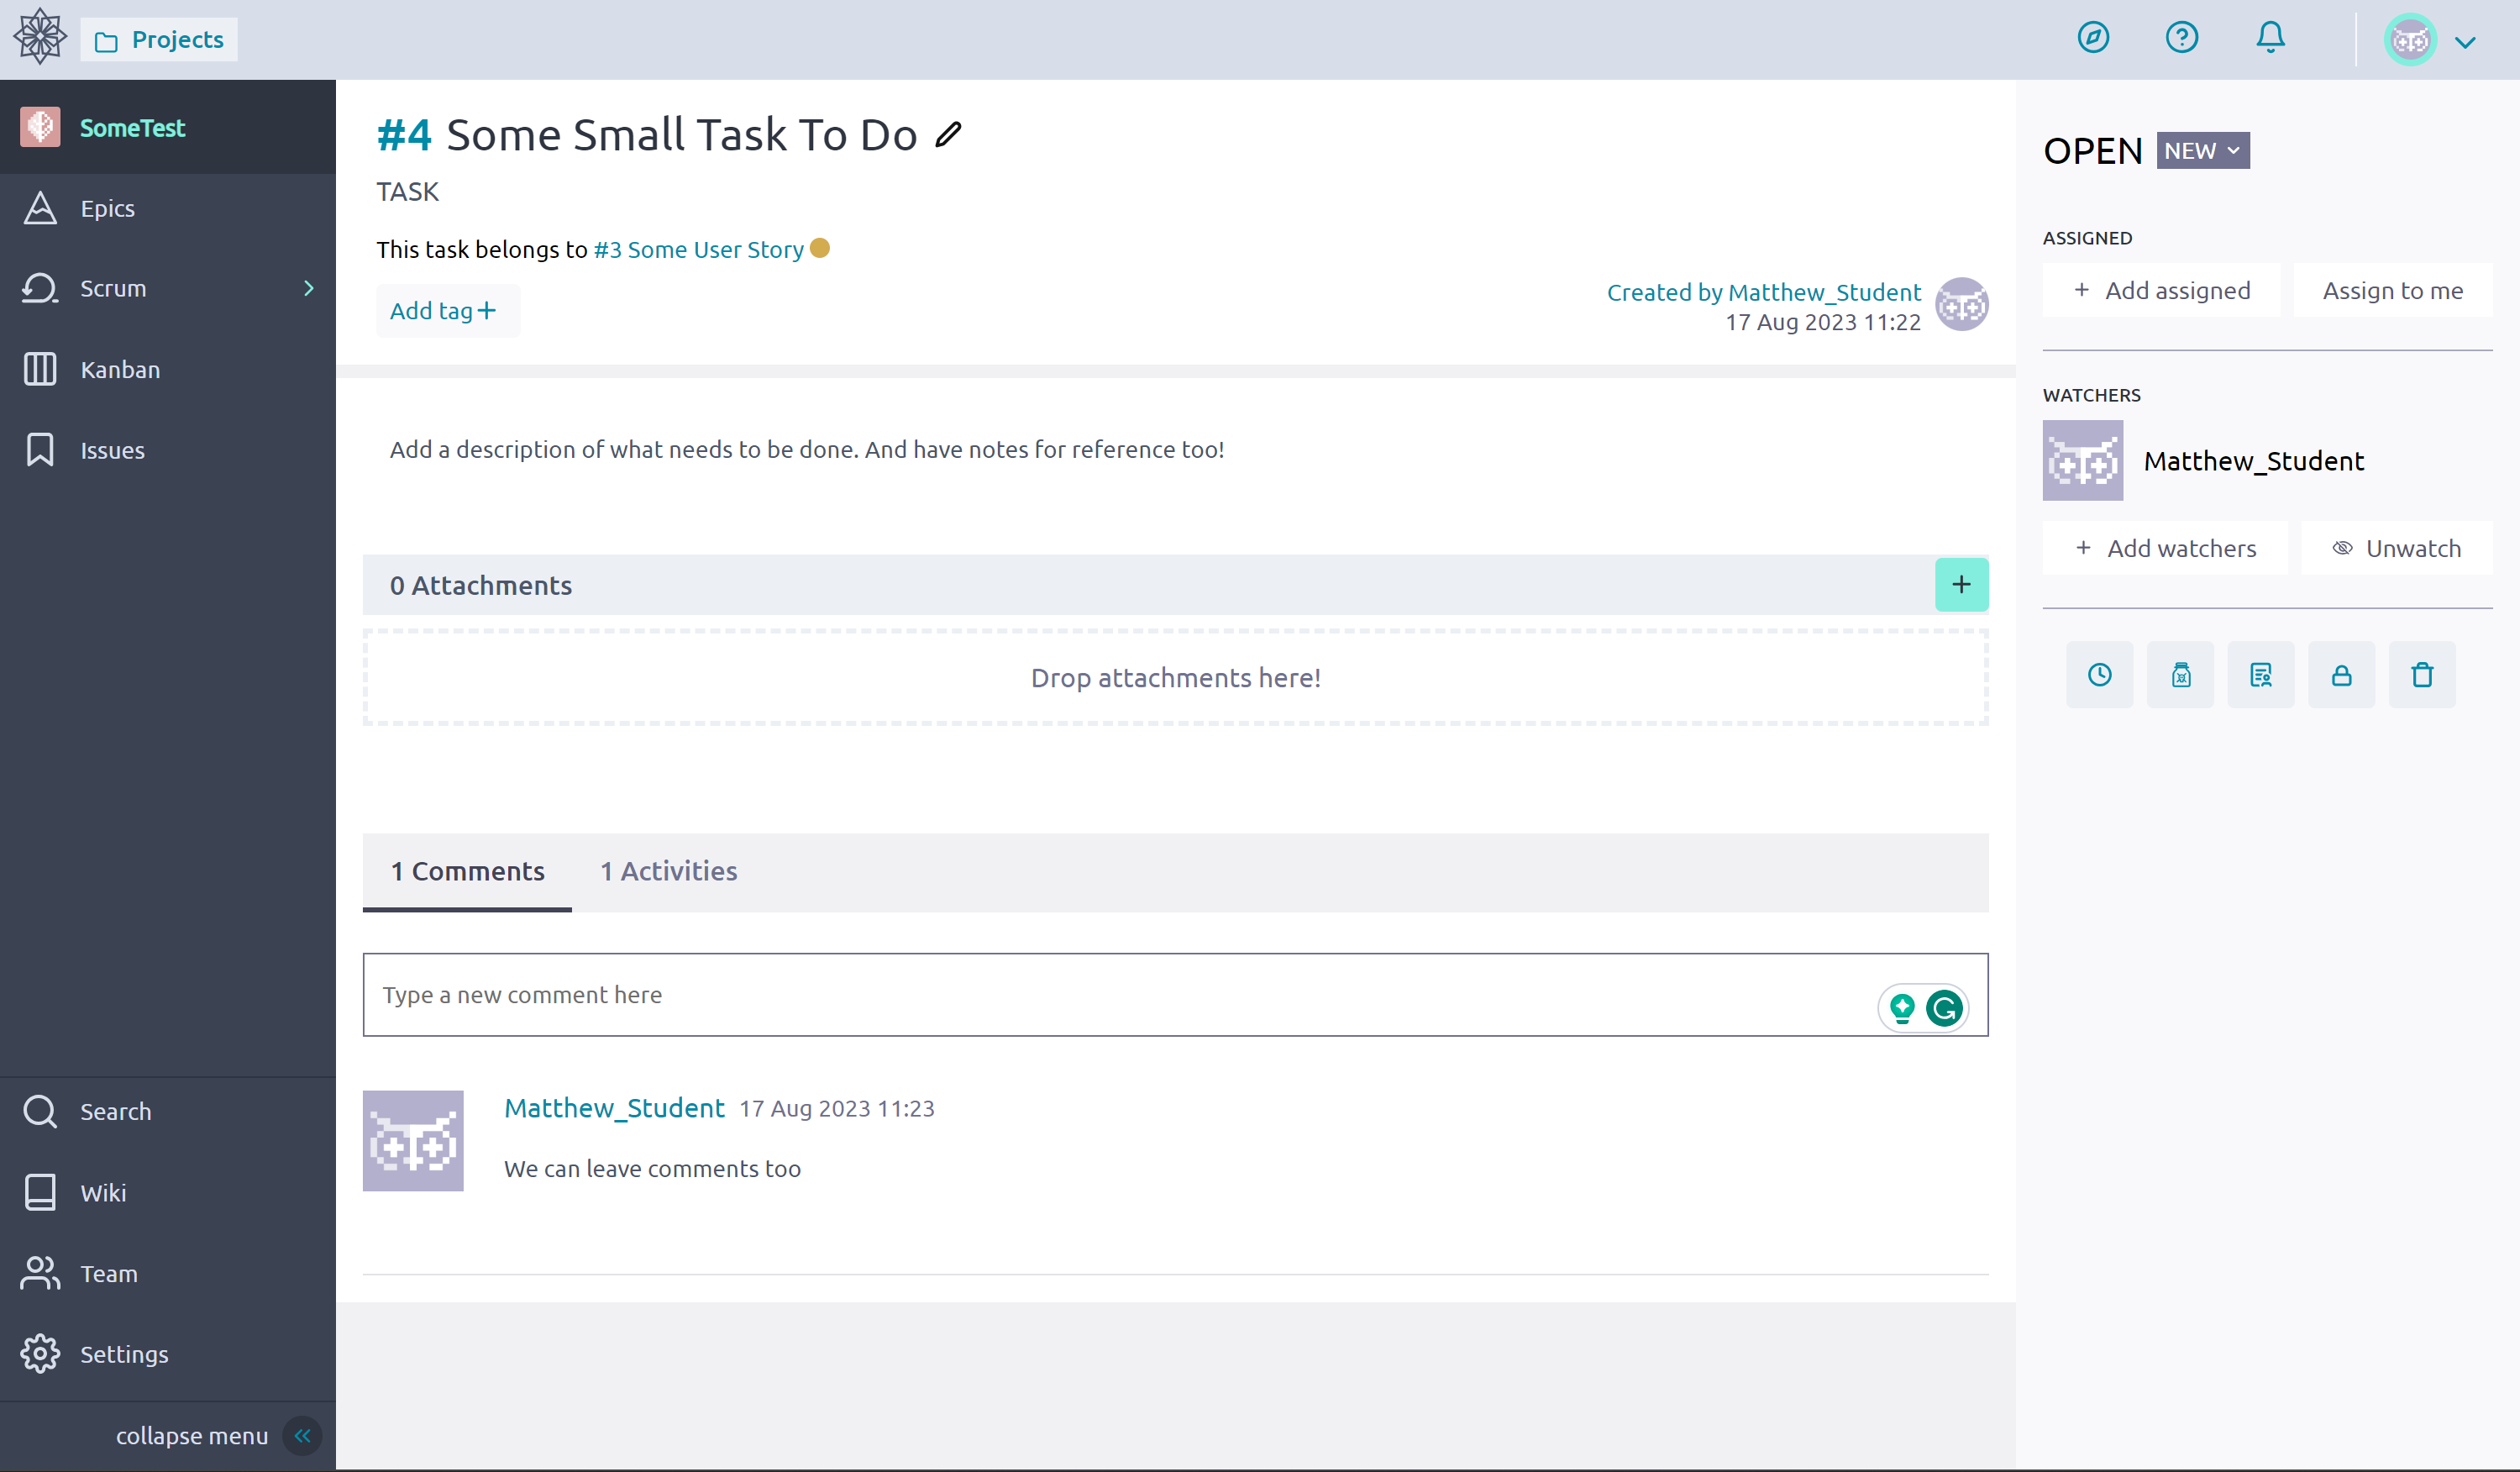 Projects
SomeTest
Epics
Scrum
Kanban
Issues
Search
Wiki
Team
Settings
collapse menu
#4 Some Small Task To Do
TASK
This task belongs to #3 Some User Story
Add tag
Created by Matthew_Student
17 Aug 2023 11:22
Add a description of what needs to be done. And have notes for reference too!
0 Attachments
Drop attachments here!
1 Comments 1 Activities
Type a new comment here
Matthew_Student 17 Aug 2023 11:23
We can leave comments too
OPEN NEW
ASSIGNED
+ Add assigned Assign to me
WATCHERS
Matthew_Student
+ Add watchers Unwatch